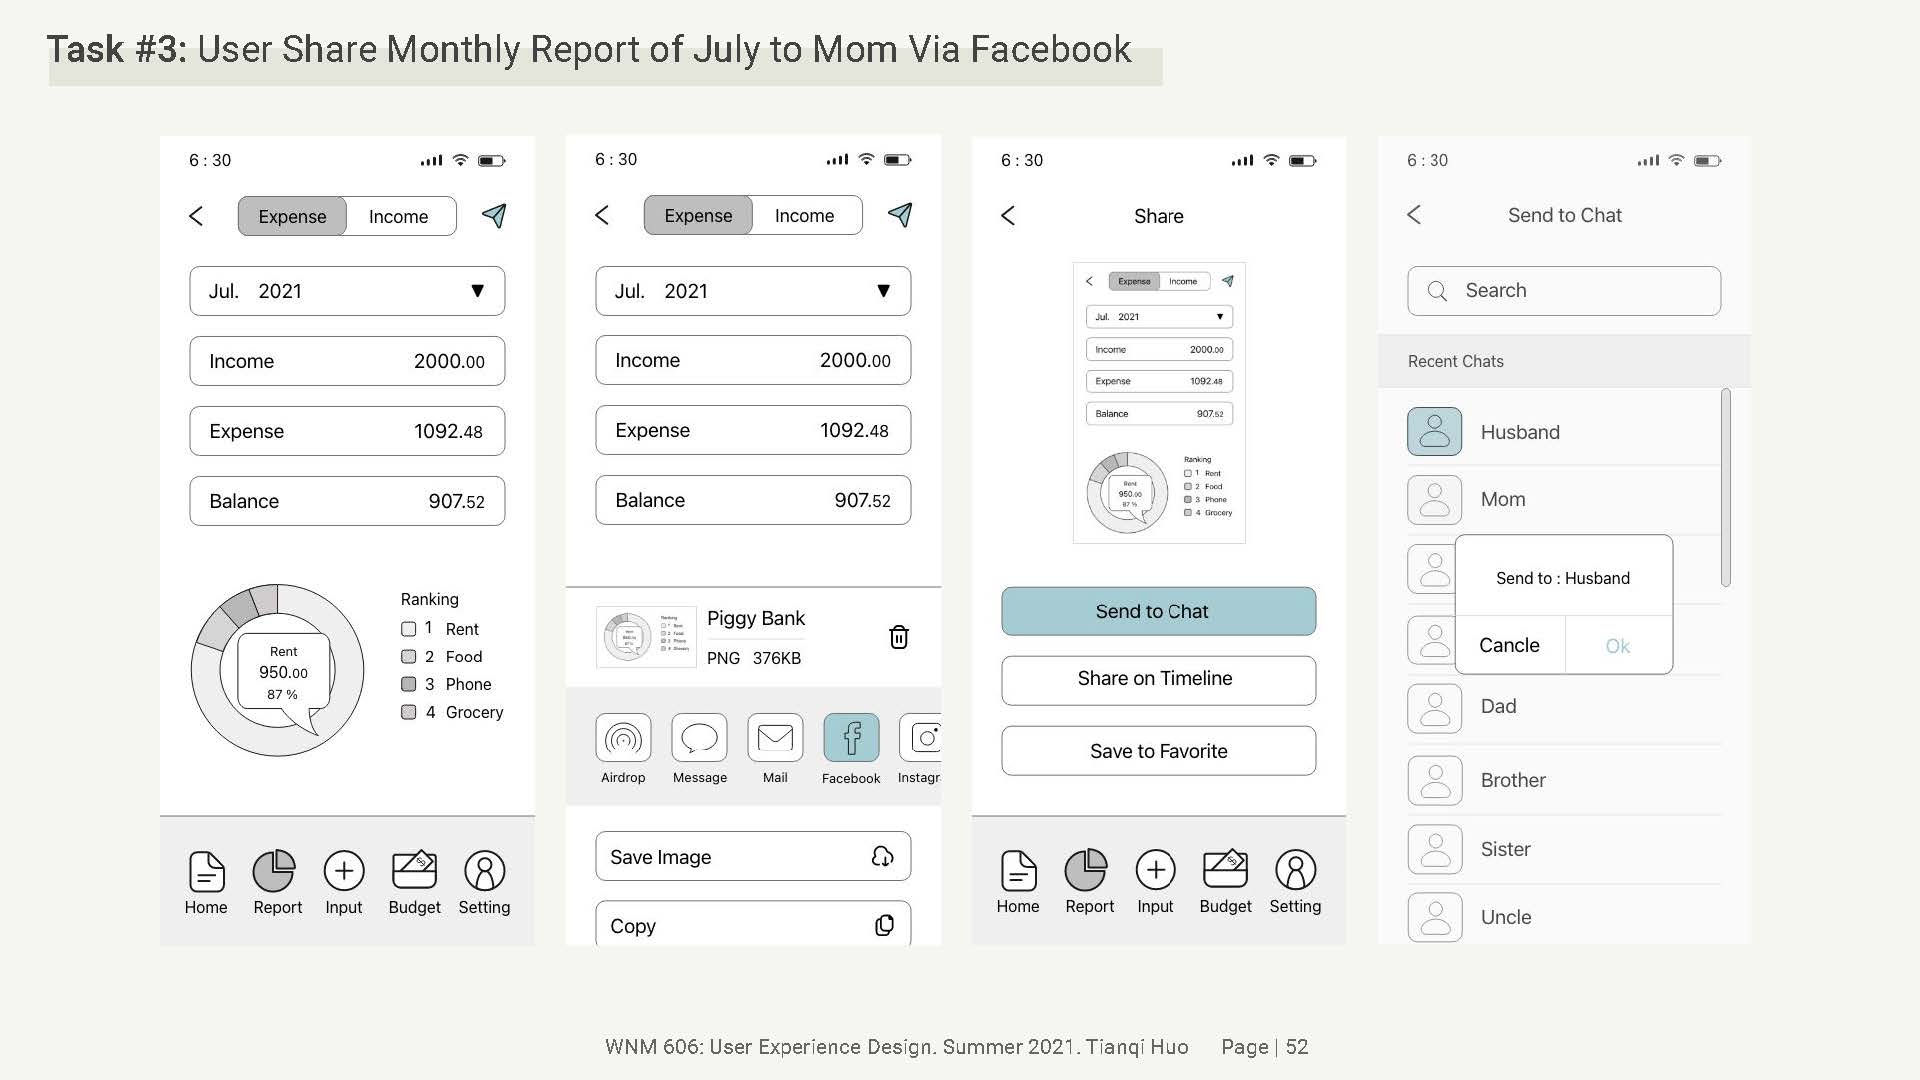 Task #3: User Share Monthly Report of July to Mom Via Facebook
6 : 30
Expense Income
Jul. 2021 ▼
Income 2000.00
Expense 1092.48
Balance 907.52
Rent
950.00
87 %
Ranking
1 Rent
2 Food
3 Phone
4 Grocery
Home Report Input Budget Setting
6 : 30
Expense Income
Jul. 2021 ▼
Income 2000.00
Expense 1092.48
Balance 907.52
Piggy Bank
PNG 376KB
Airdrop Message Mail Facebook Instagr
Save Image
Copy
6 : 30
Share
Expense Income
Jul. 2021 ▼
Income 2000.00
Expense 1092.48
Balance 907.52
Rent
950.00
87 %
Ranking
1 Rent
2 Food
3 Phone
4 Grocery
Send to Chat
Share on Timeline
Save to Favorite
Home Report Input Budget Setting
6 : 30
Send to Chat
Search
Recent Chats
Husband
Mom
Send to : Husband
Cancle Ok
Dad
Brother
Sister
Uncle
WNM 606: User Experience Design. Summer 2021. Tianqi Huo Page | 52